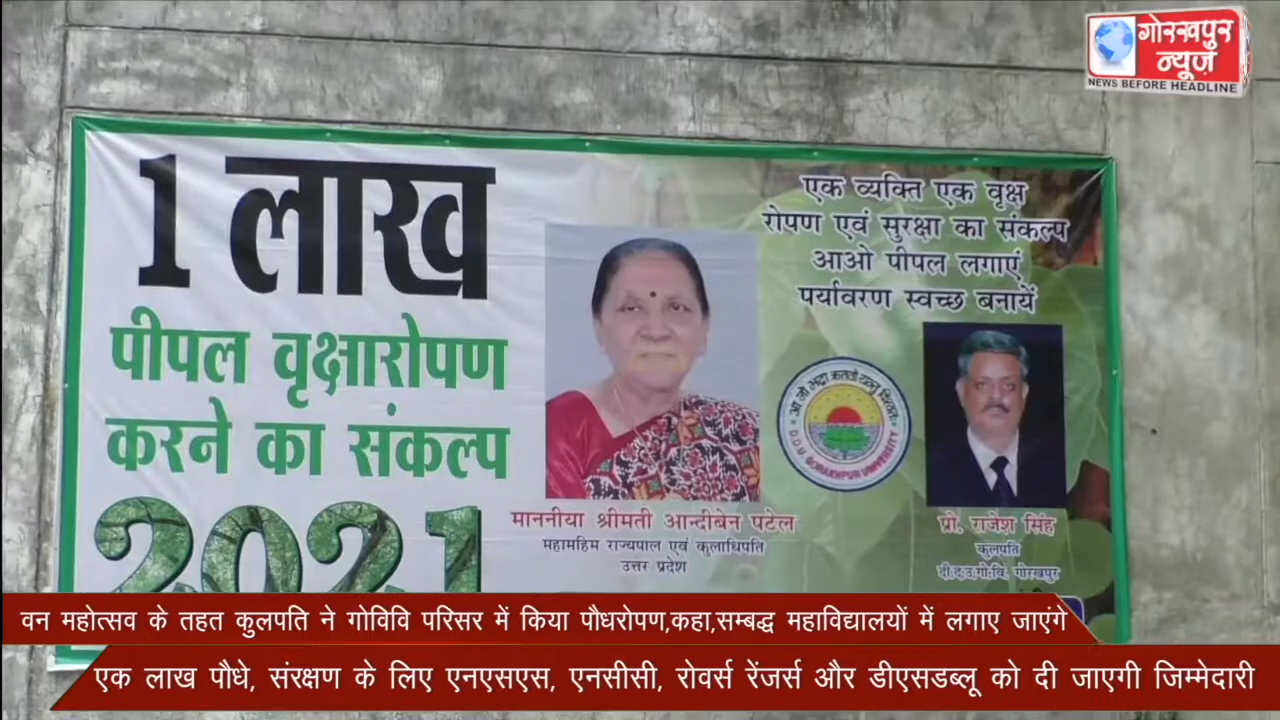 गोरखपुर
न्यूज़
NEWS BEFORE HEADLINE
1 लाख
पीपल वृक्षारोपण
करने का संकल्प
2021
एक व्यक्ति एक वृक्ष
रोपण एवं सुरक्षा का संकल्प
आओ पीपल लगाएं
पर्यावरण स्वच्छ बनायें
D.D.U. GORAKHPUR UNIVERSITY
माननीया श्रीमती आन्दीबेन पटेल
महामहिम राज्यपाल एवं कुलाधिपति
उत्तर प्रदेश
प्रो. राजेश सिंह
कुलपति
दी.द.उ.गो.वि. गोरखपुर
वन महोत्सव के तहत कुलपति ने गोविवि परिसर में किया पौधरोपण,कहा,सम्बद्ध महाविद्यालयों में लगाए जाएंगे
एक लाख पौधे, संरक्षण के लिए एनएसएस, एनसीसी, रोवर्स रेंजर्स और डीएसडब्लू को दी जाएगी जिम्मेदारी